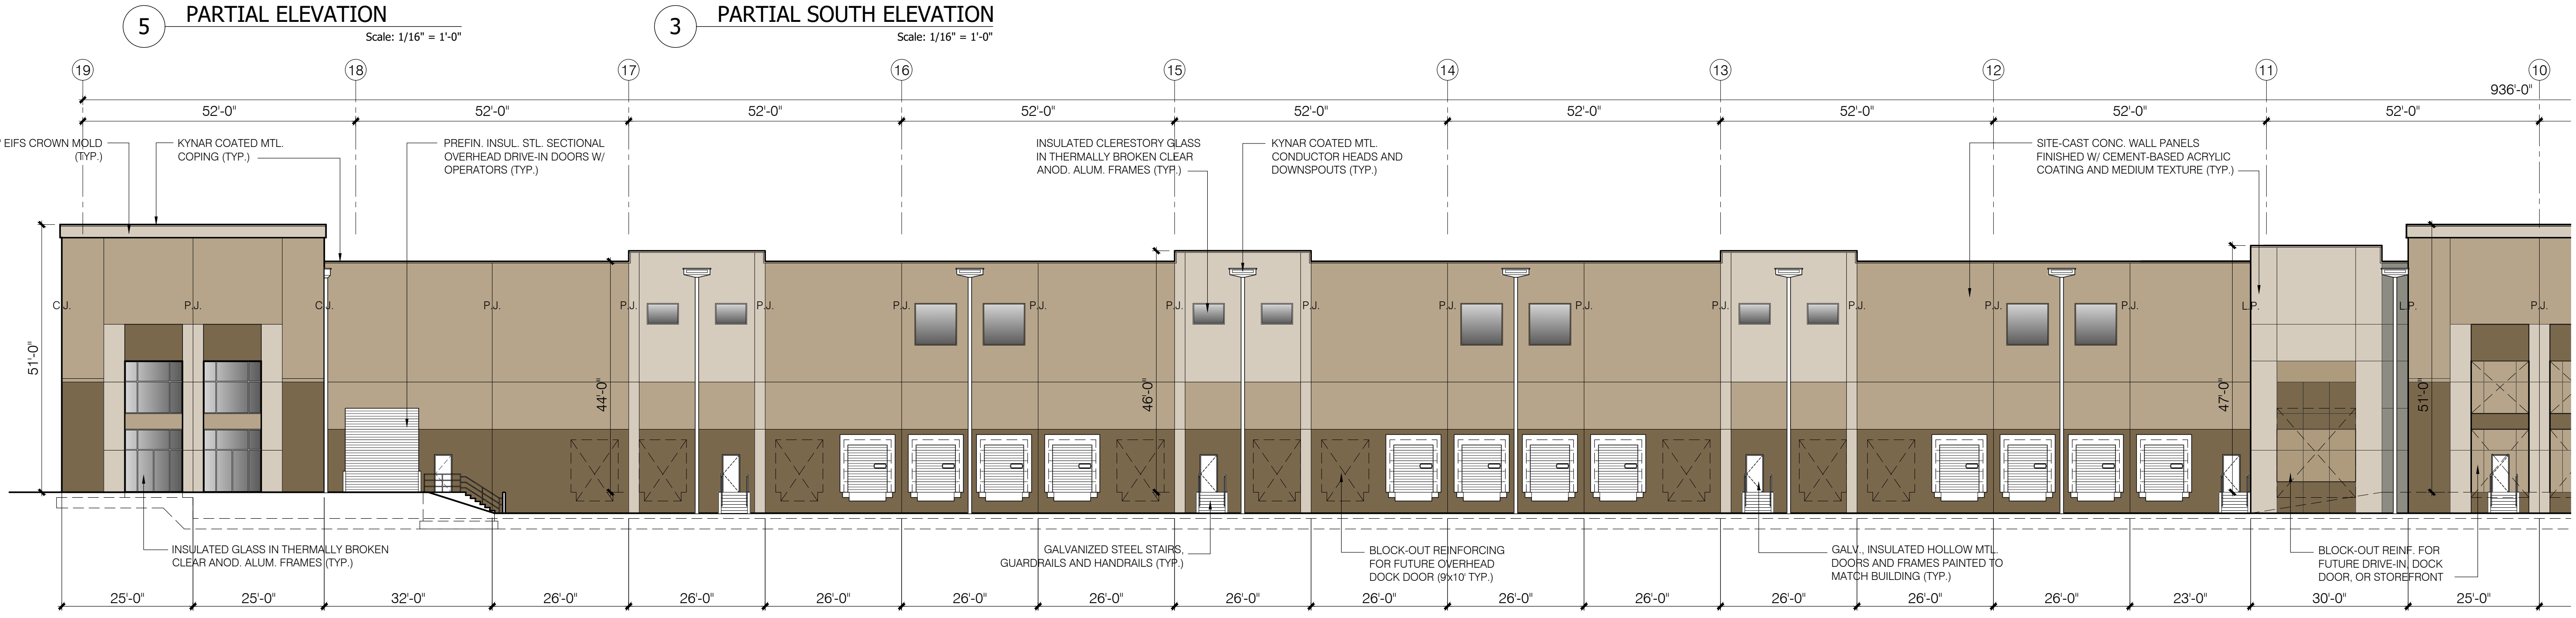 5 PARTIAL ELEVATION
Scale: 1/16" = 1'-0"
3 PARTIAL SOUTH ELEVATION
Scale: 1/16" = 1'-0"
19 18 17 16 15 14 13 12 11 10
936'-0"
52'-0" 52'-0" 52'-0" 52'-0" 52'-0" 52'-0" 52'-0" 52'-0" 52'-0"
EIFS CROWN MOLD
(TYP.)
KYNAR COATED MTL.
COPING (TYP.)
PREFIN. INSUL. STL. SECTIONAL
OVERHEAD DRIVE-IN DOORS W/
OPERATORS (TYP.)
INSULATED CLERESTORY GLASS
IN THERMALLY BROKEN CLEAR
ANOD. ALUM. FRAMES (TYP.)
KYNAR COATED MTL.
CONDUCTOR HEADS AND
DOWNSPOUTS (TYP.)
SITE-CAST CONC. WALL PANELS
FINISHED W/ CEMENT-BASED ACRYLIC
COATING AND MEDIUM TEXTURE (TYP.)
C.J. P.J. C.J. P.J. P.J. P.J. P.J. P.J. P.J. P.J. P.J. P.J. P.J. P.J. P.J. P.J. L.P. L.P. P.J.
51'-0"
44'-0"
46'-0"
47'-0"
51'-0"
INSULATED GLASS IN THERMALLY BROKEN
CLEAR ANOD. ALUM. FRAMES (TYP.)
GALVANIZED STEEL STAIRS,
GUARDRAILS AND HANDRAILS (TYP.)
BLOCK-OUT REINFORCING
FOR FUTURE OVERHEAD
DOCK DOOR (9'x10' TYP.)
GALV., INSULATED HOLLOW MTL.
DOORS AND FRAMES PAINTED TO
MATCH BUILDING (TYP.)
BLOCK-OUT REINF. FOR
FUTURE DRIVE-IN, DOCK
DOOR, OR STOREFRONT
25'-0" 25'-0" 32'-0" 26'-0" 26'-0" 26'-0" 26'-0" 26'-0" 26'-0" 26'-0" 26'-0" 26'-0" 26'-0" 26'-0" 26'-0" 23'-0" 30'-0" 25'-0"